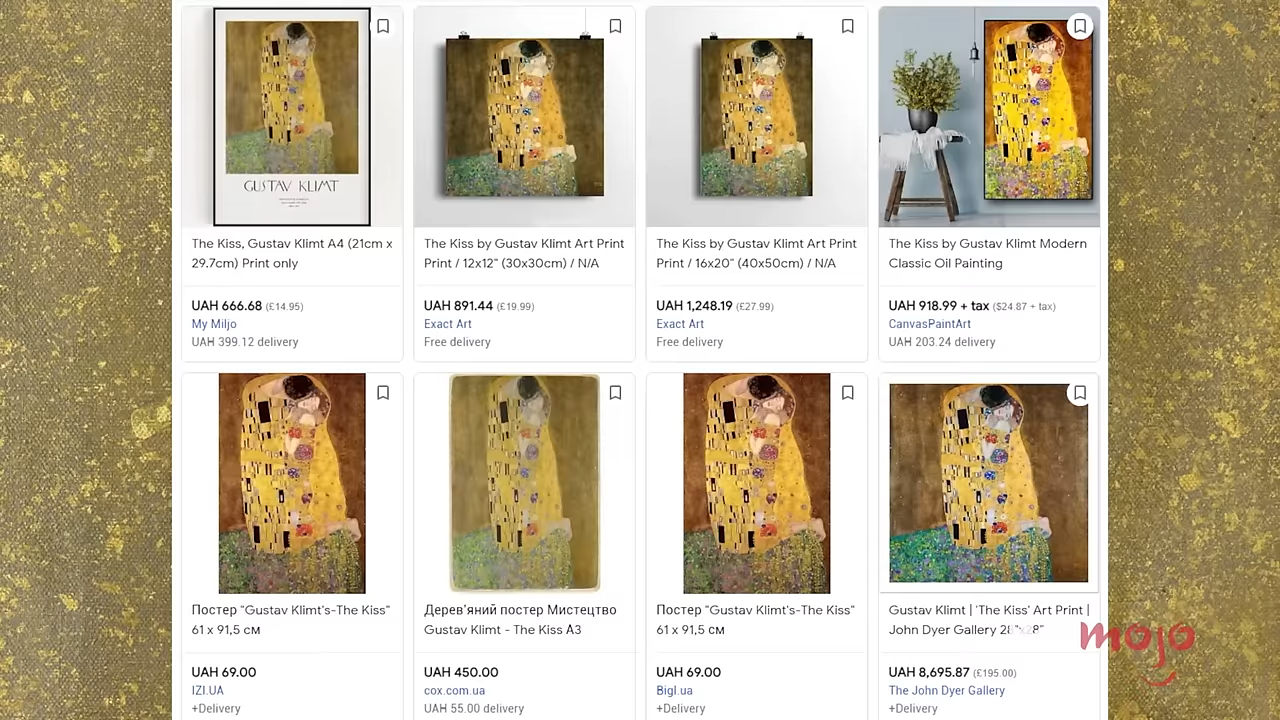 GUSTAV KLIMT
The Kiss, Gustav Klimt A4 (21cm x
29.7cm) Print only
UAH 666.68 (£14.95)
My Miljo
UAH 399.12 delivery
The Kiss by Gustav Klimt Art Print
Print / 12x12" (30x30cm) / N/A
UAH 891.44 (£19.99)
Exact Art
Free delivery
The Kiss by Gustav Klimt Art Print
Print / 16x20" (40x50cm) / N/A
UAH 1,248.19 (£27.99)
Exact Art
Free delivery
The Kiss by Gustav Klimt Modern
Classic Oil Painting
UAH 918.99 + tax ($24.87 + tax)
CanvasPaintArt
UAH 203.24 delivery
Постер "Gustav Klimt's-The Kiss"
61 x 91,5 см
UAH 69.00
IZI.UA
+Delivery
Дерев'яний постер Мистецтво
Gustav Klimt - The Kiss А3
UAH 450.00
cox.com.ua
UAH 55.00 delivery
Постер "Gustav Klimt's-The Kiss"
61 x 91,5 см
UAH 69.00
Bigl.ua
+Delivery
Gustav Klimt | 'The Kiss' Art Print |
John Dyer Gallery 28"x28"
UAH 8,695.87 (£195.00)
The John Dyer Gallery
+Delivery
mojo